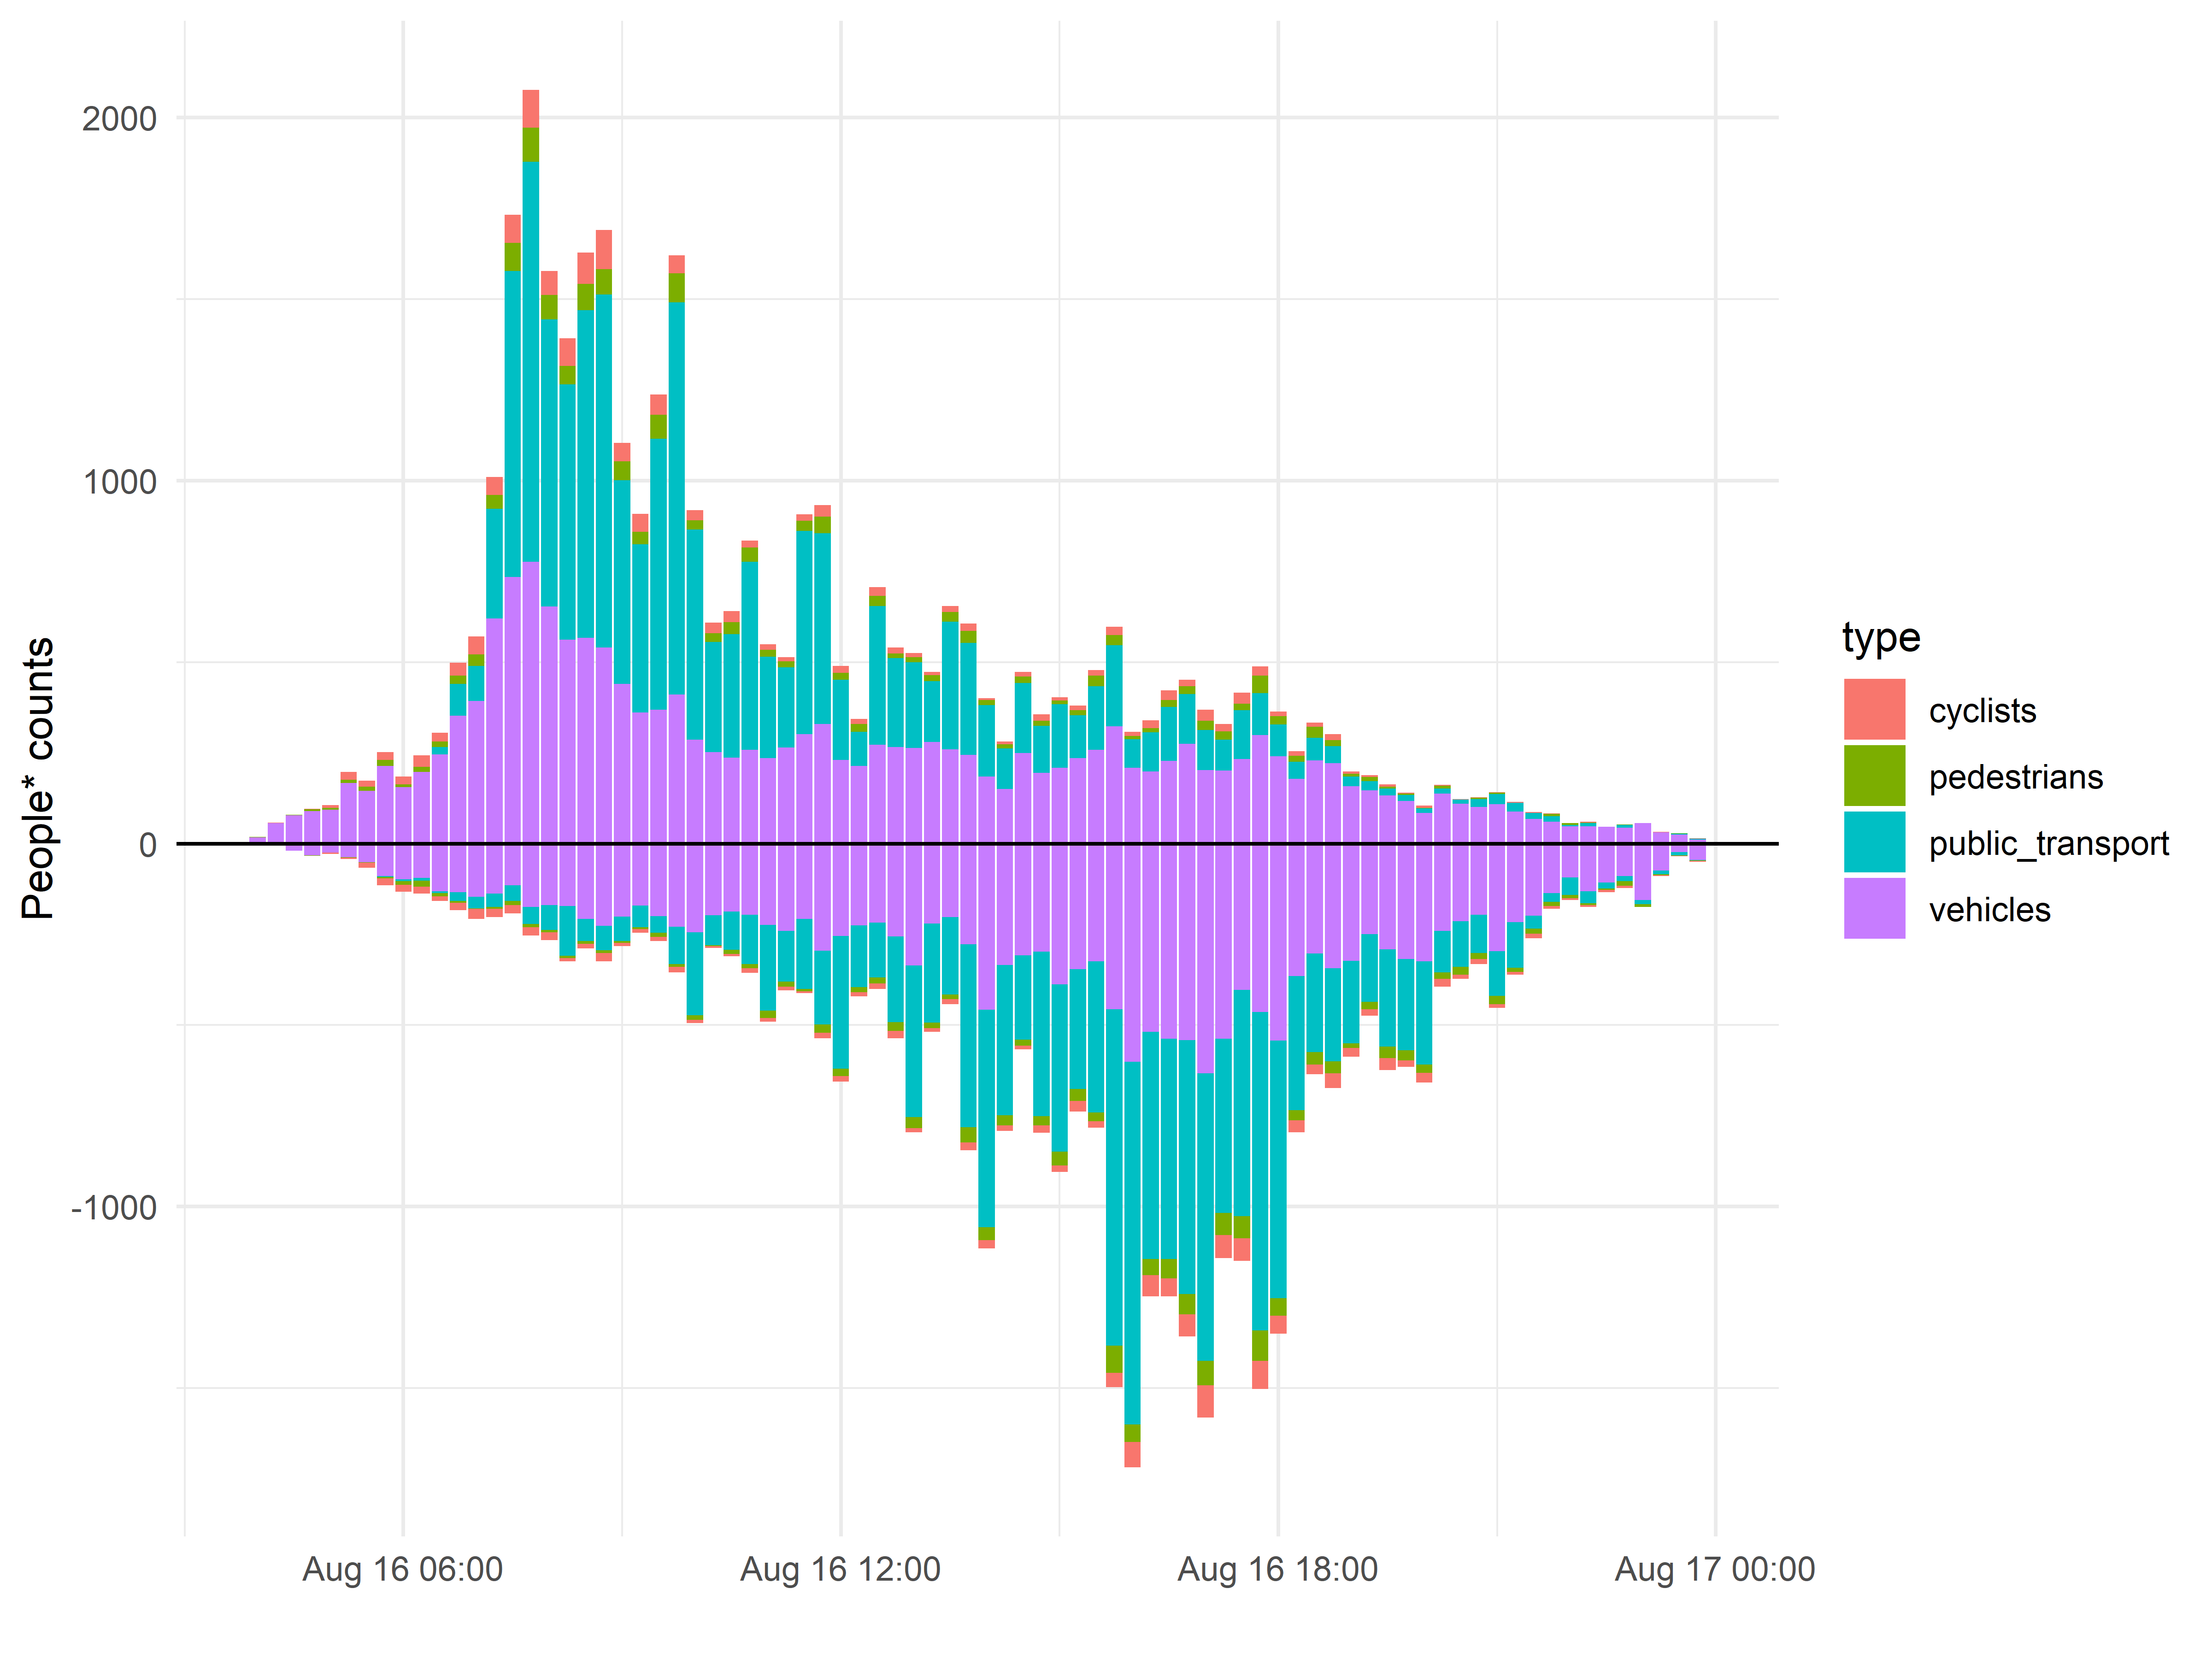 People* counts
2000
1000
0
-1000
Aug 16 06:00
Aug 16 12:00
Aug 16 18:00
Aug 17 00:00
type
cyclists
pedestrians
public_transport
vehicles